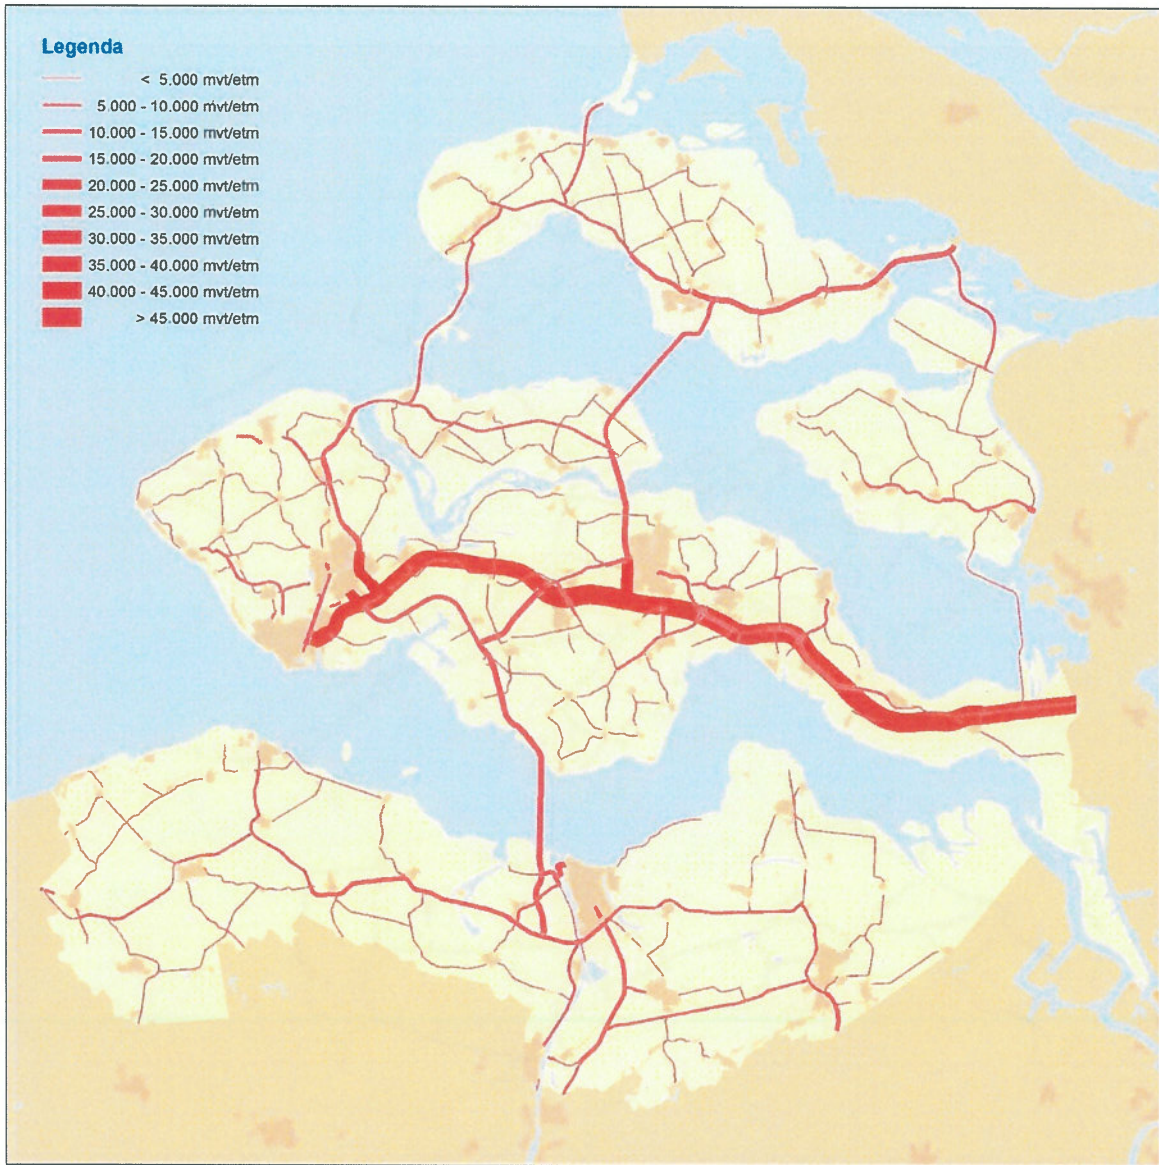 Legenda
< 5.000 mvt/etm
5.000 - 10.000 mvt/etm
10.000 - 15.000 mvt/etm
15.000 - 20.000 mvt/etm
20.000 - 25.000 mvt/etm
25.000 - 30.000 mvt/etm
30.000 - 35.000 mvt/etm
35.000 - 40.000 mvt/etm
40.000 - 45.000 mvt/etm
> 45.000 mvt/etm